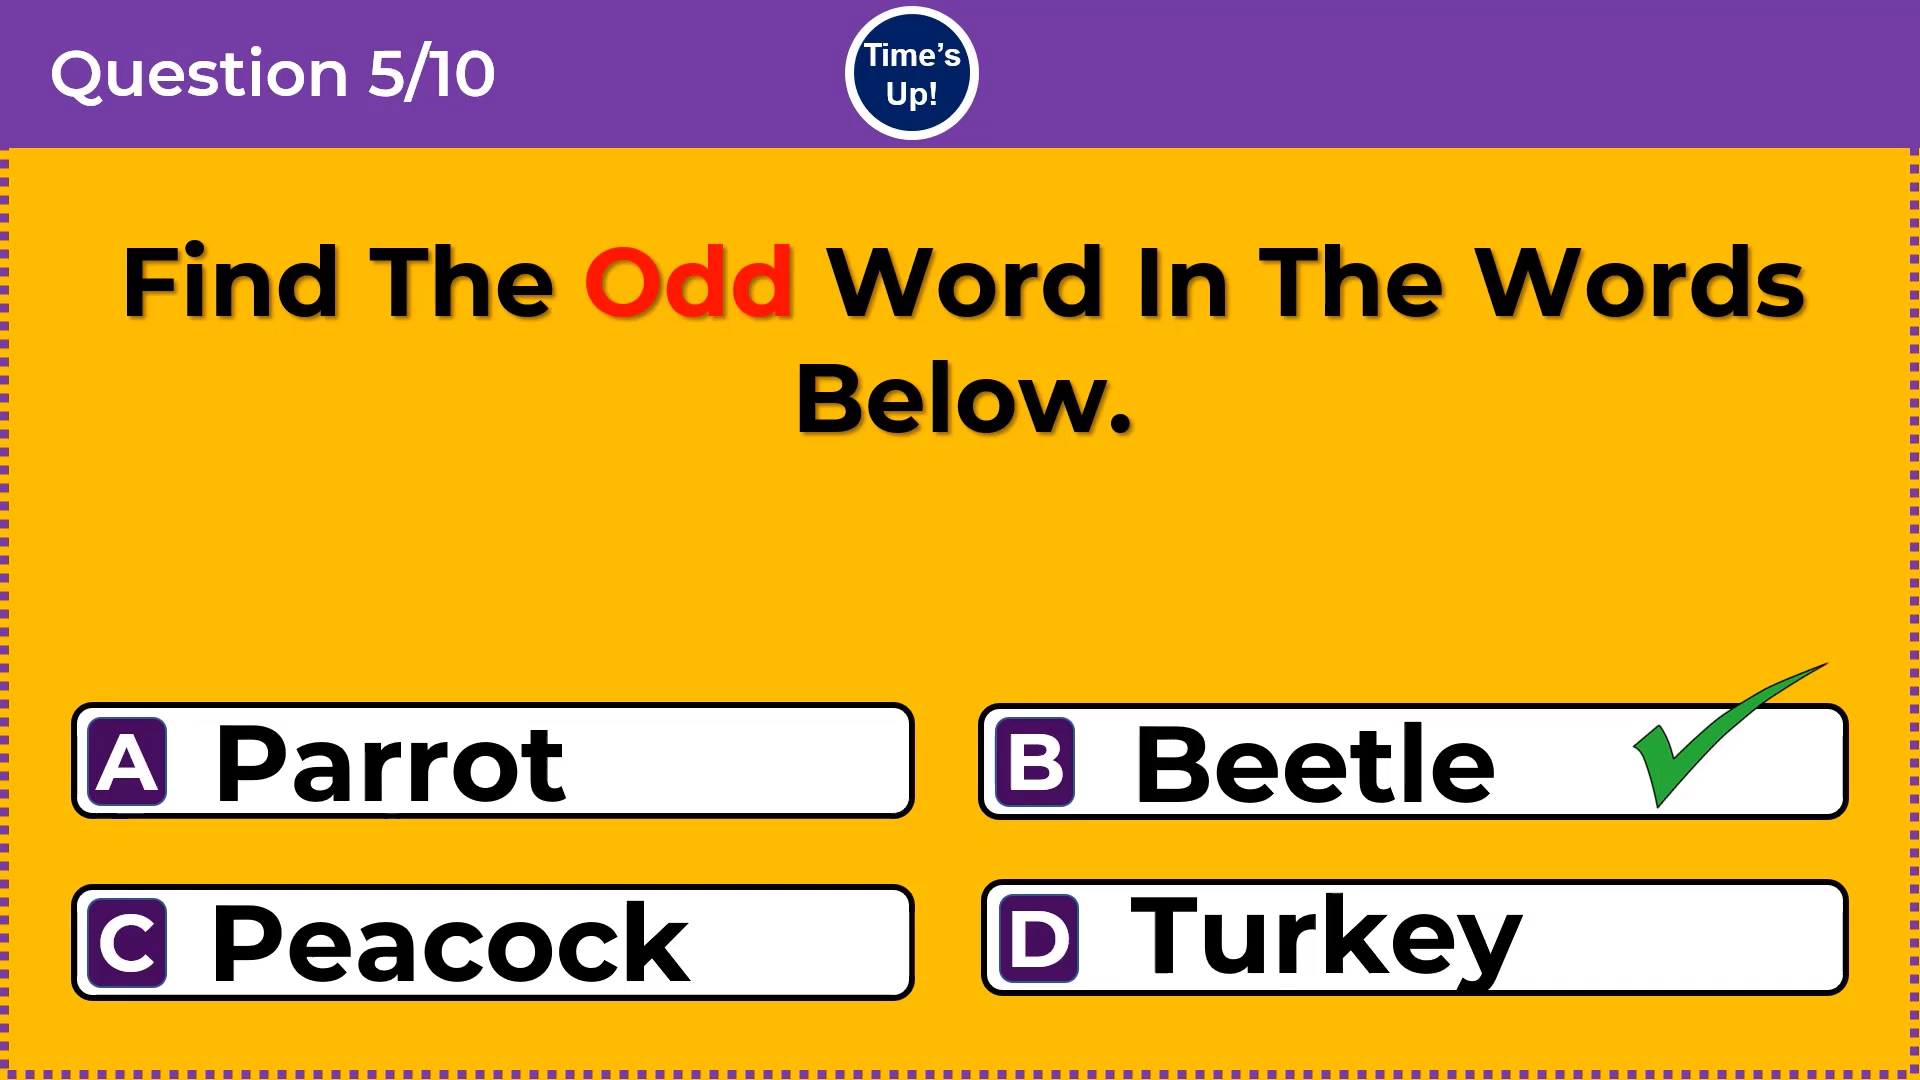 Question 5/10
Time's
Up!
Find The Odd Word In The Words
Below.
A Parrot
B Beetle
C Peacock
D Turkey